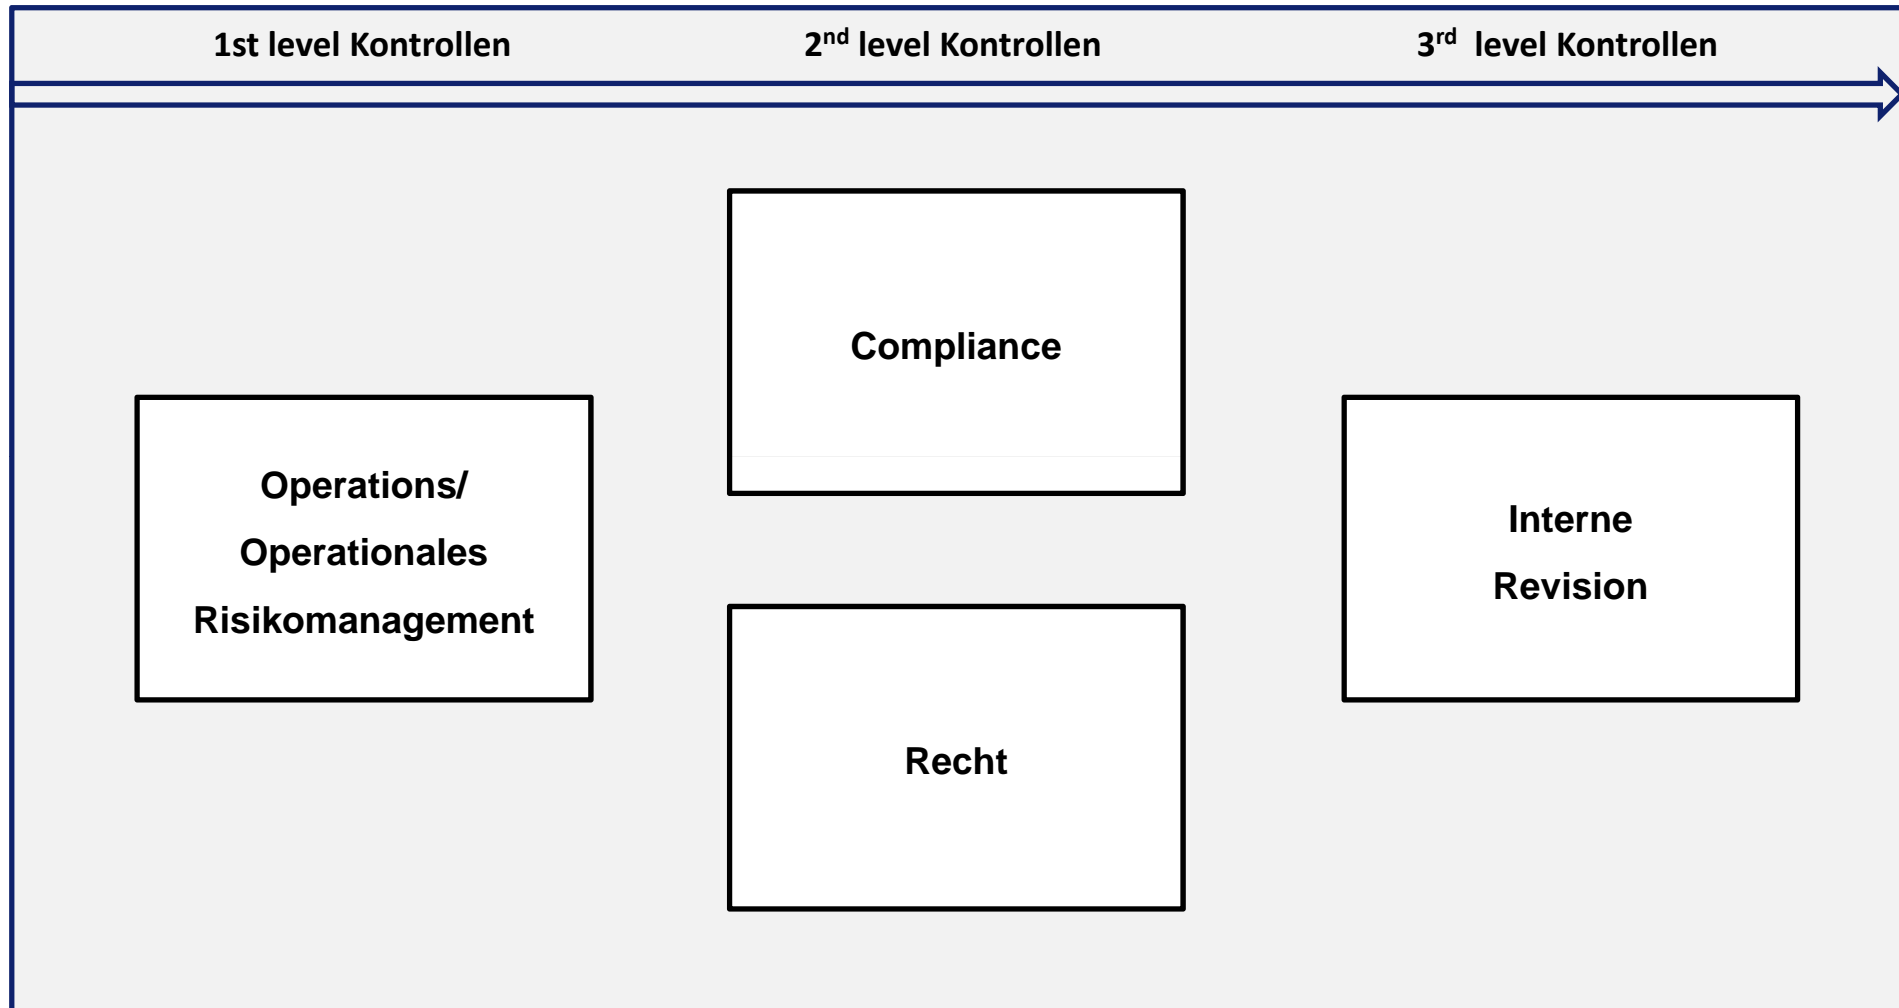 1st level Kontrollen
2nd level Kontrollen
3rd level Kontrollen
Operations/
Operationales
Risikomanagement
Compliance
Recht
Interne
Revision